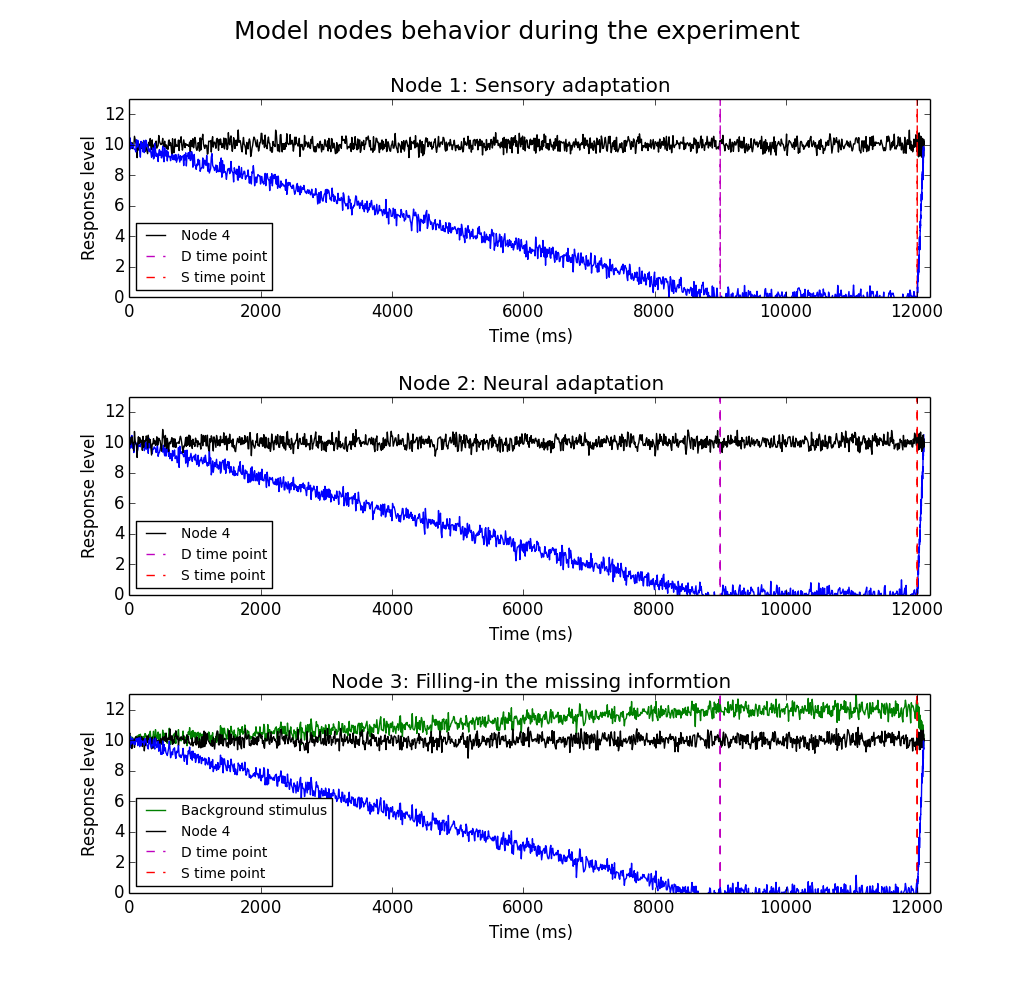 Model nodes behavior during the experiment
Node 1: Sensory adaptation
12
10
8
6
4
2
0
Response level
Node 4
D time point
S time point
0 2000 4000 6000 8000 10000 12000
Time (ms)
Node 2: Neural adaptation
12
10
8
6
4
2
0
Response level
Node 4
D time point
S time point
0 2000 4000 6000 8000 10000 12000
Time (ms)
Node 3: Filling-in the missing informtion
12
10
8
6
4
2
0
Response level
Background stimulus
Node 4
D time point
S time point
0 2000 4000 6000 8000 10000 12000
Time (ms)